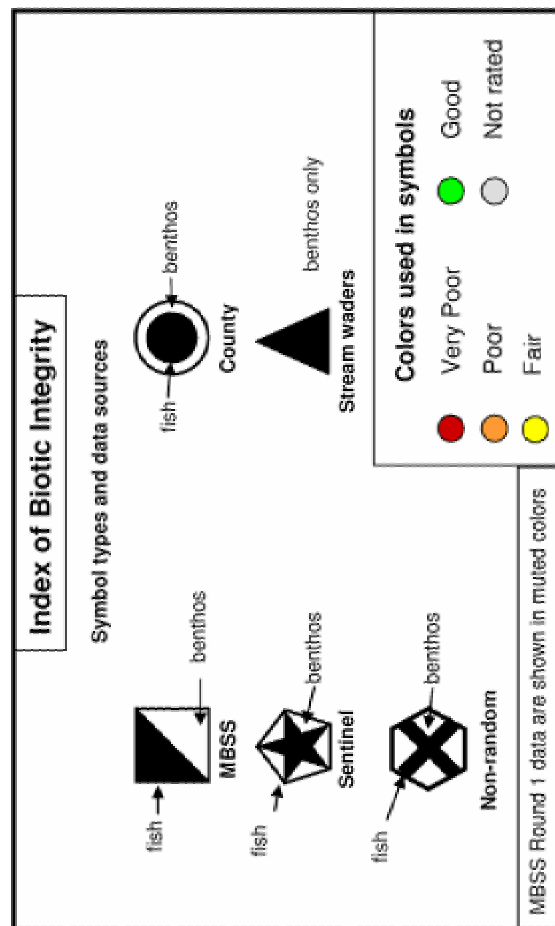 Index of Biotic Integrity
Symbol types and data sources
fish
benthos
MBSS
fish
benthos
County
fish
benthos
Sentinel
benthos only
Stream waders
fish
benthos
Non-random
Colors used in symbols
Very Poor
Good
Poor
Not rated
Fair
MBSS Round 1 data are shown in muted colors